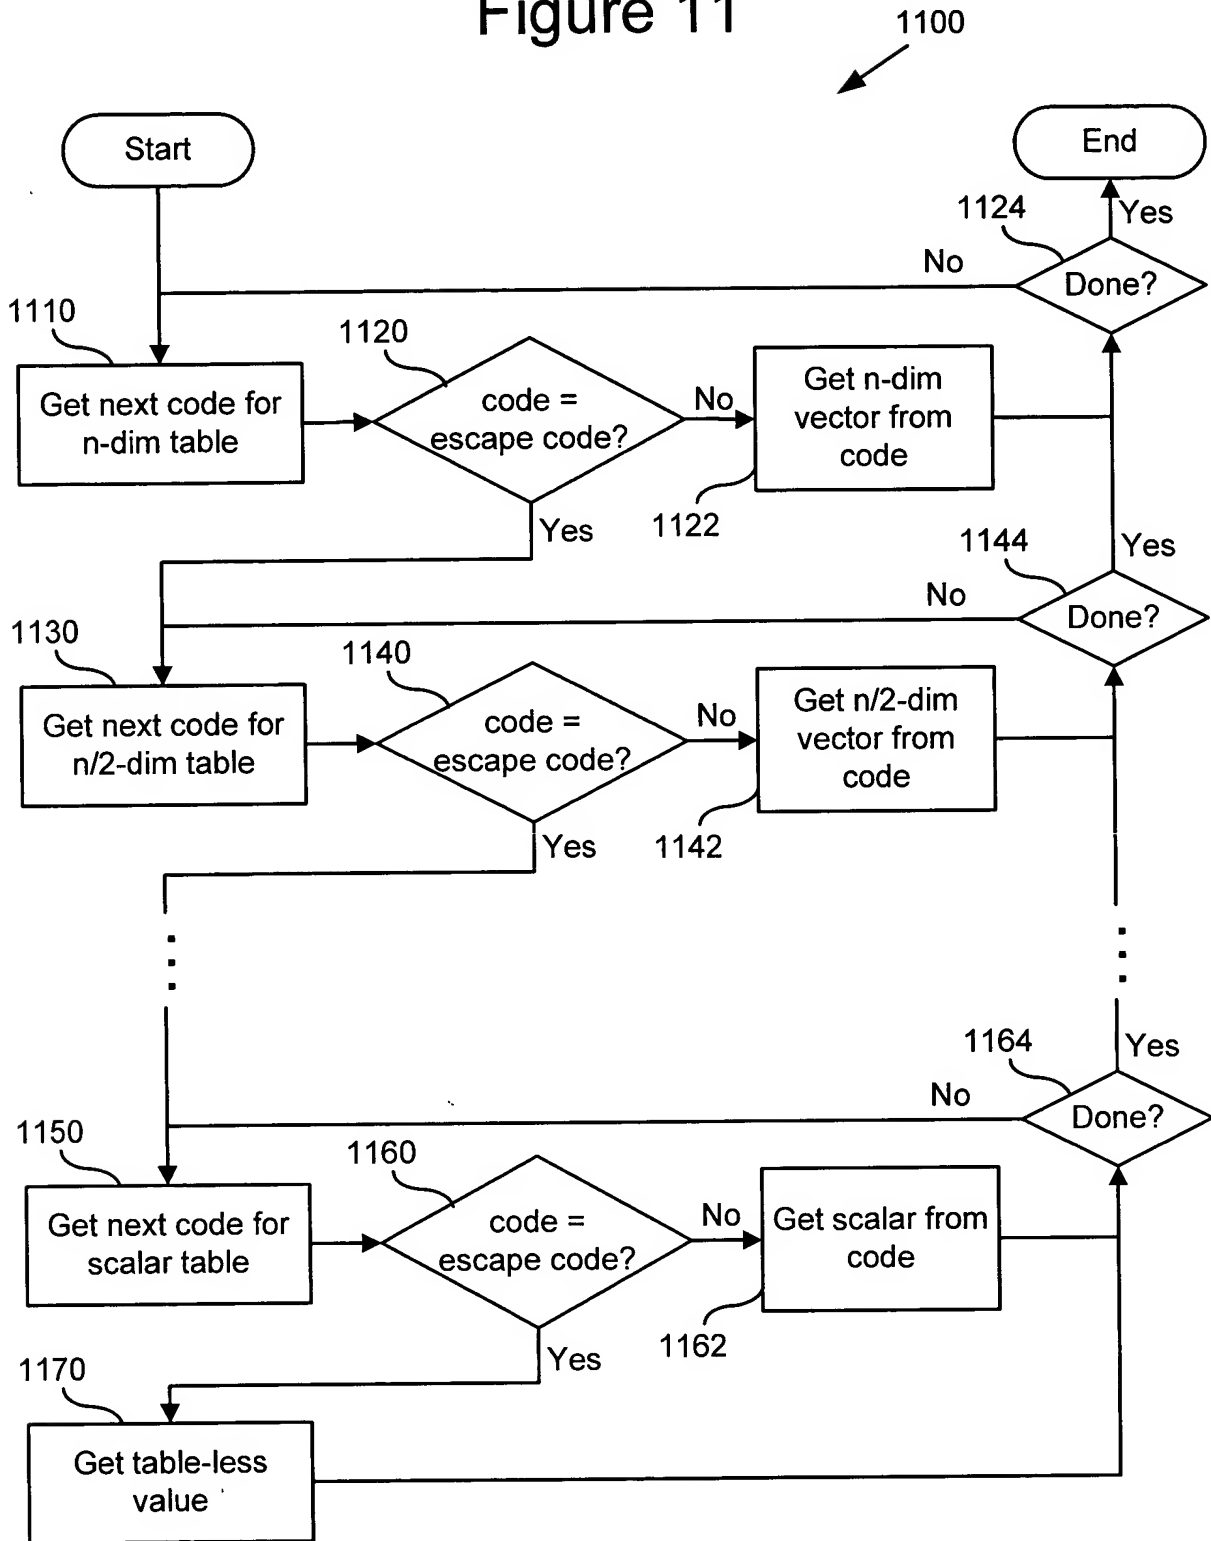 Figure 11
1100
Start
End
1124
Yes
No
Done?
1110
1120
Get next code for
n-dim table
code =
escape code?
No
Get n-dim
vector from
code
1122
Yes
1144
Yes
No
Done?
1130
1140
Get next code for
n/2-dim table
code =
escape code?
No
Get n/2-dim
vector from
code
1142
Yes
1164
Yes
No
Done?
1150
1160
Get next code for
scalar table
code =
escape code?
No
Get scalar from
code
1162
Yes
1170
Get table-less
value